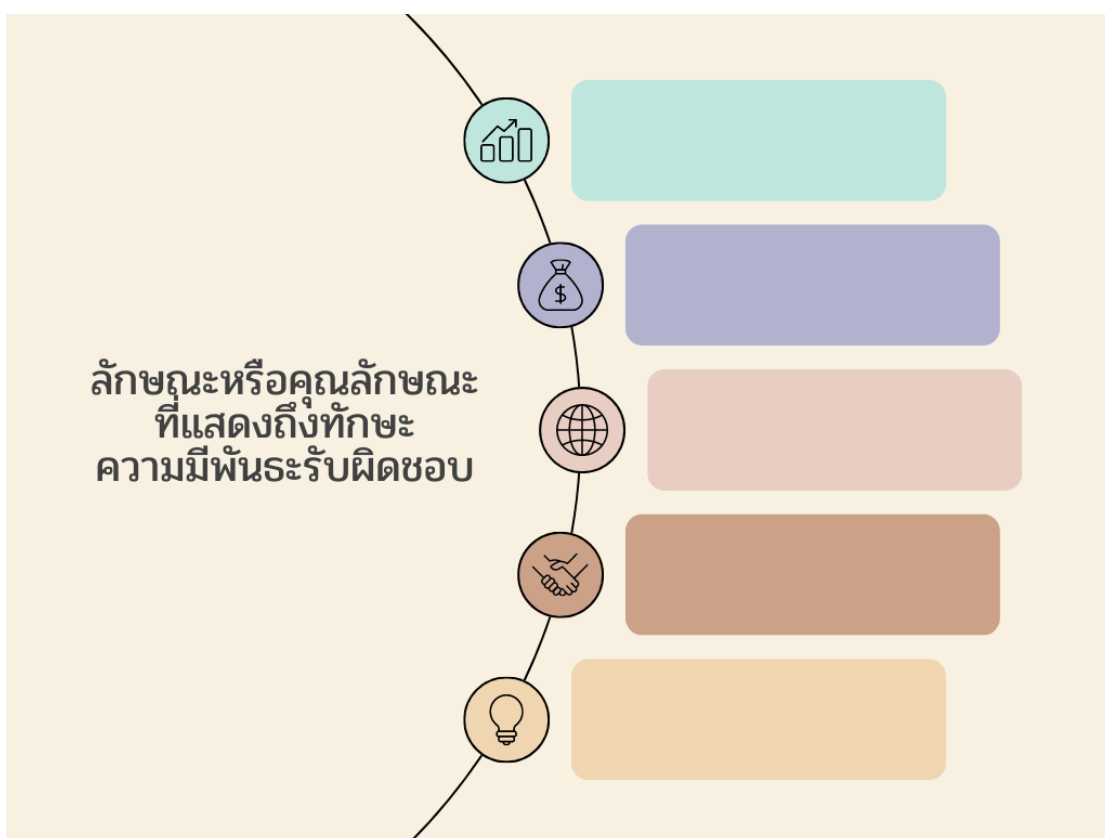 ลักษณะหรือคุณลักษณะ
ที่แสดงถึงทักษะ
ความมีพันธะรับผิดชอบ
$